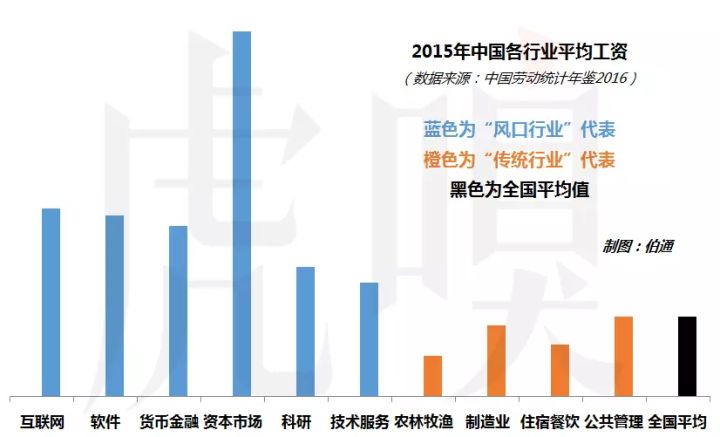 2015年中国各行业平均工资
（数据来源：中国劳动统计年鉴2016）
蓝色为“风口行业”代表
橙色为“传统行业”代表
黑色为全国平均值
制图：伯通
虎嗅
互联网 软件 货币金融 资本市场 科研 技术服务 农林牧渔 制造业 住宿餐饮 公共管理 全国平均